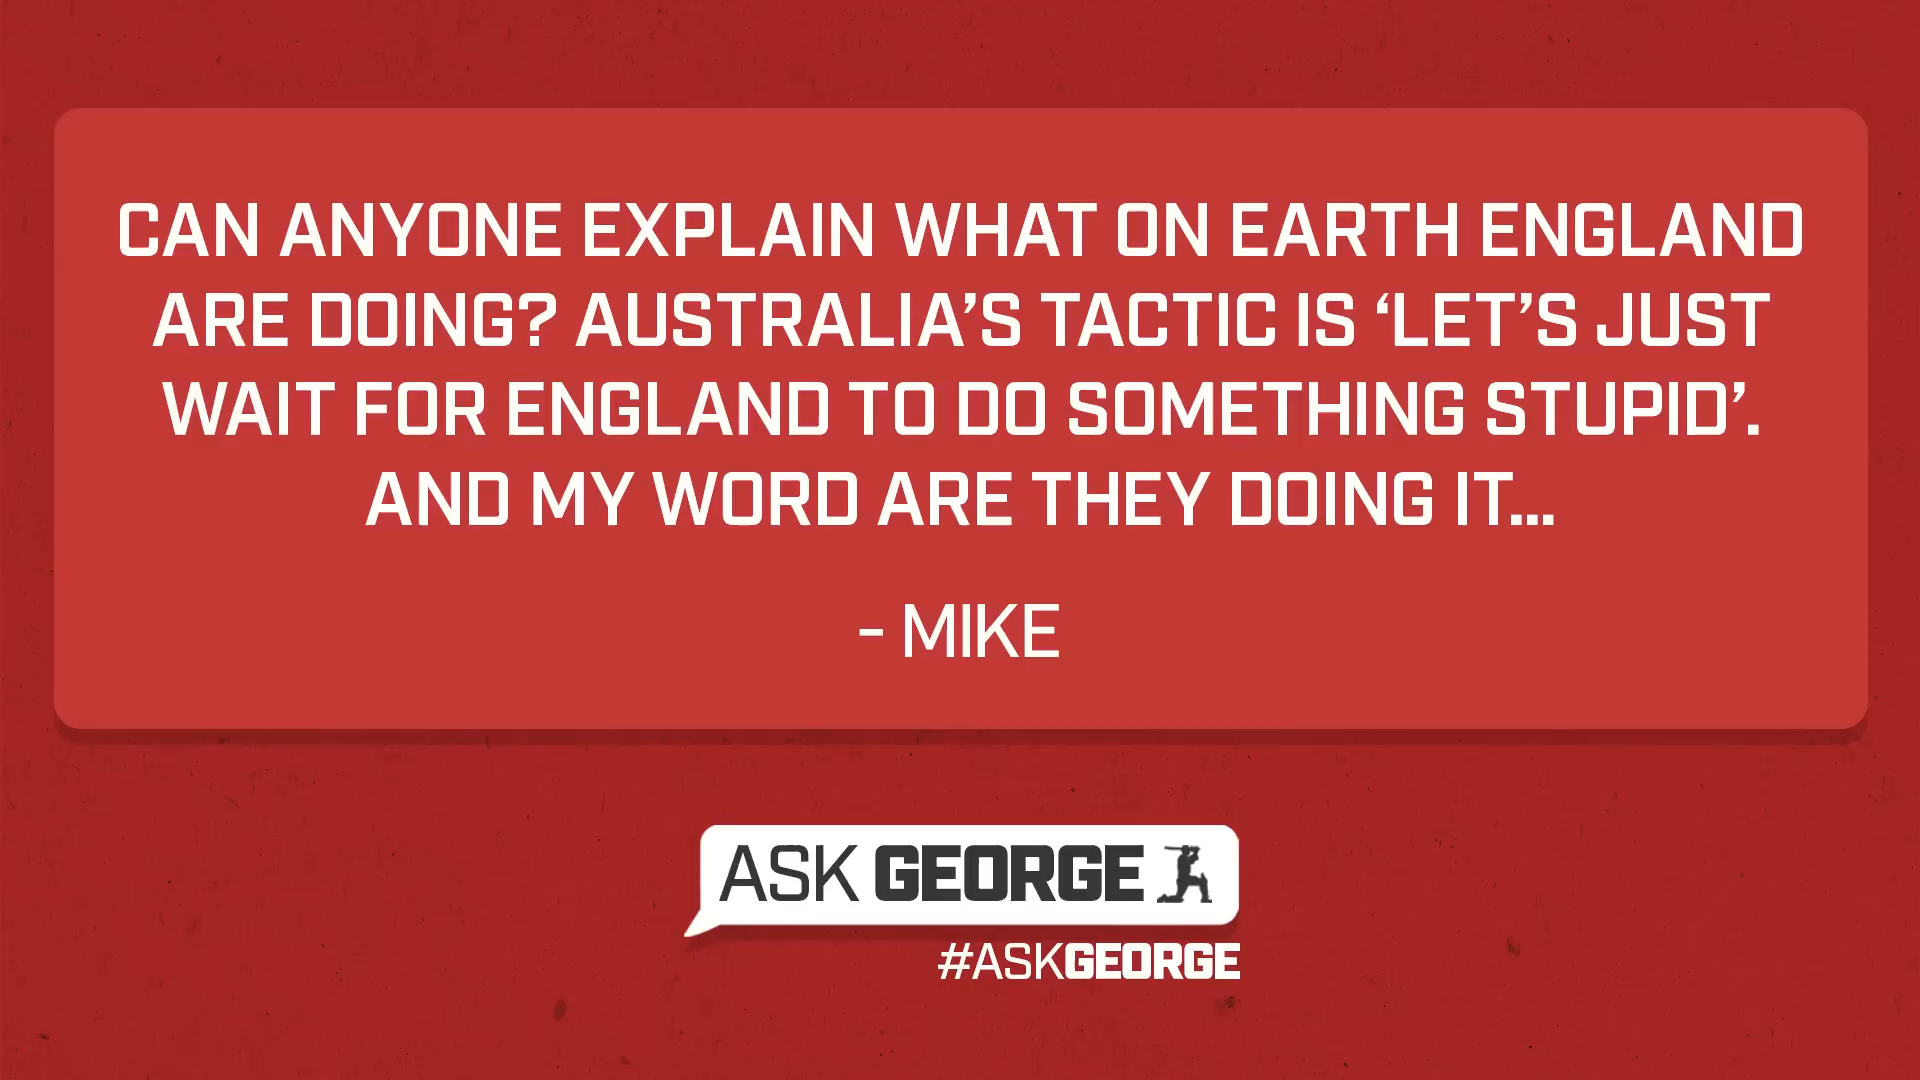 CAN ANYONE EXPLAIN WHAT ON EARTH ENGLAND
ARE DOING? AUSTRALIA’S TACTIC IS ‘LET’S JUST
WAIT FOR ENGLAND TO DO SOMETHING STUPID’.
AND MY WORD ARE THEY DOING IT...
- MIKE
ASK GEORGE
#ASKGEORGE